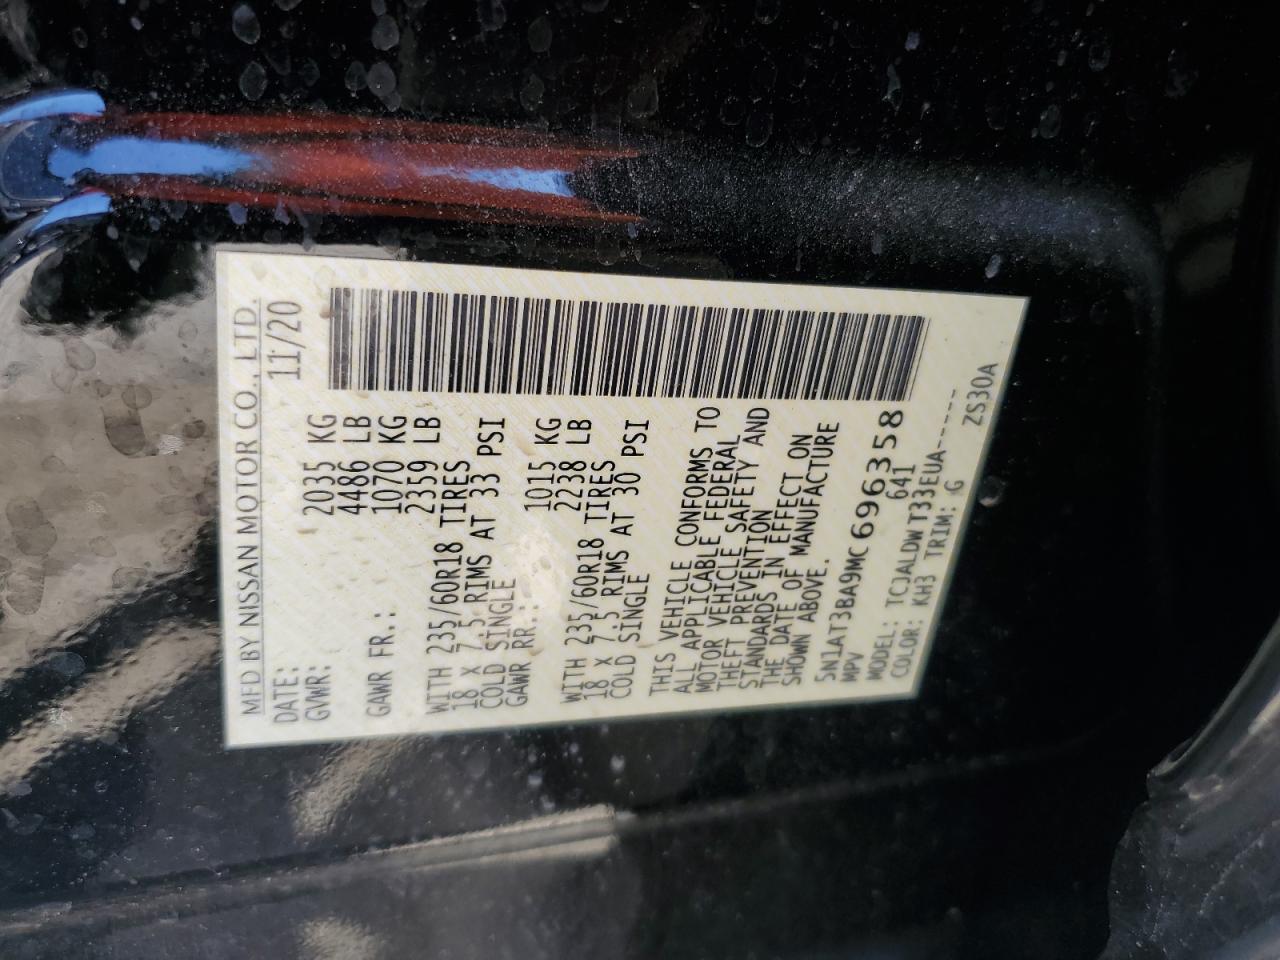 MFD BY NISSAN MOTOR CO., LTD.
DATE: 11/20
GVWR: 2035 KG
4486 LB
GAWR FR.: 1070 KG
2359 LB
WITH 235/60R18 TIRES
18 X 7.5 RIMS AT 33 PSI
COLD SINGLE
GAWR RR.: 1015 KG
2238 LB
WITH 235/60R18 TIRES
18 X 7.5 RIMS AT 30 PSI
COLD SINGLE
THIS VEHICLE CONFORMS TO
ALL APPLICABLE FEDERAL
MOTOR VEHICLE SAFETY AND
THEFT PREVENTION
STANDARDS IN EFFECT ON
THE DATE OF MANUFACTURE
SHOWN ABOVE.
5N1AT3BA9MC696358
MPV 641
MODEL: TCJALDWT33EUA-----
COLOR: KH3 TRIM: G
ZS30A